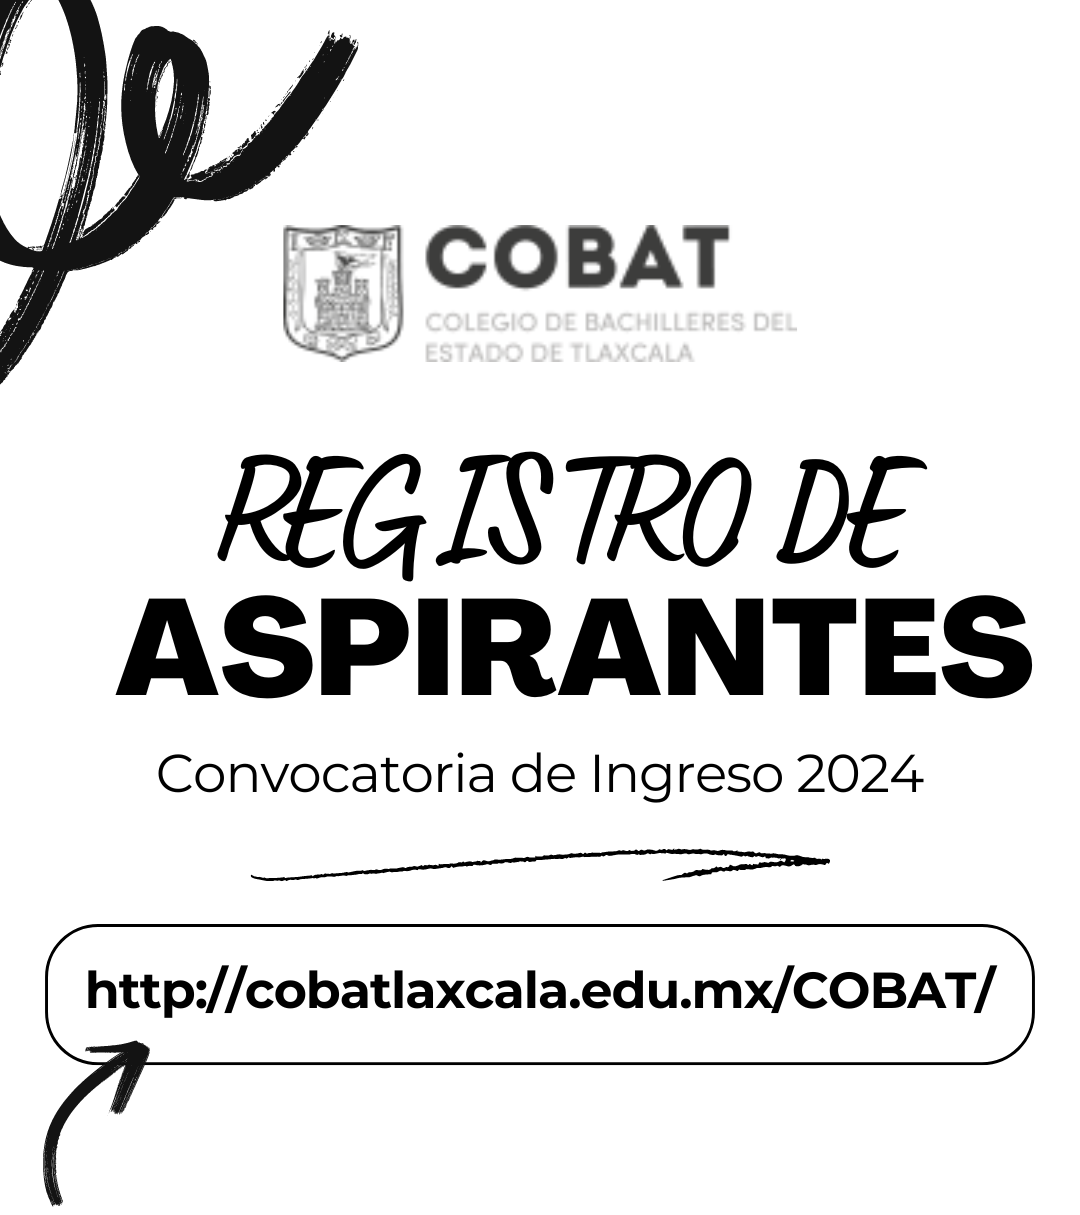 COBAT
COLEGIO DE BACHILLERES DEL
ESTADO DE TLAXCALA
REGISTRO DE
ASPIRANTES
Convocatoria de Ingreso 2024
http://cobatlaxcala.edu.mx/COBAT/